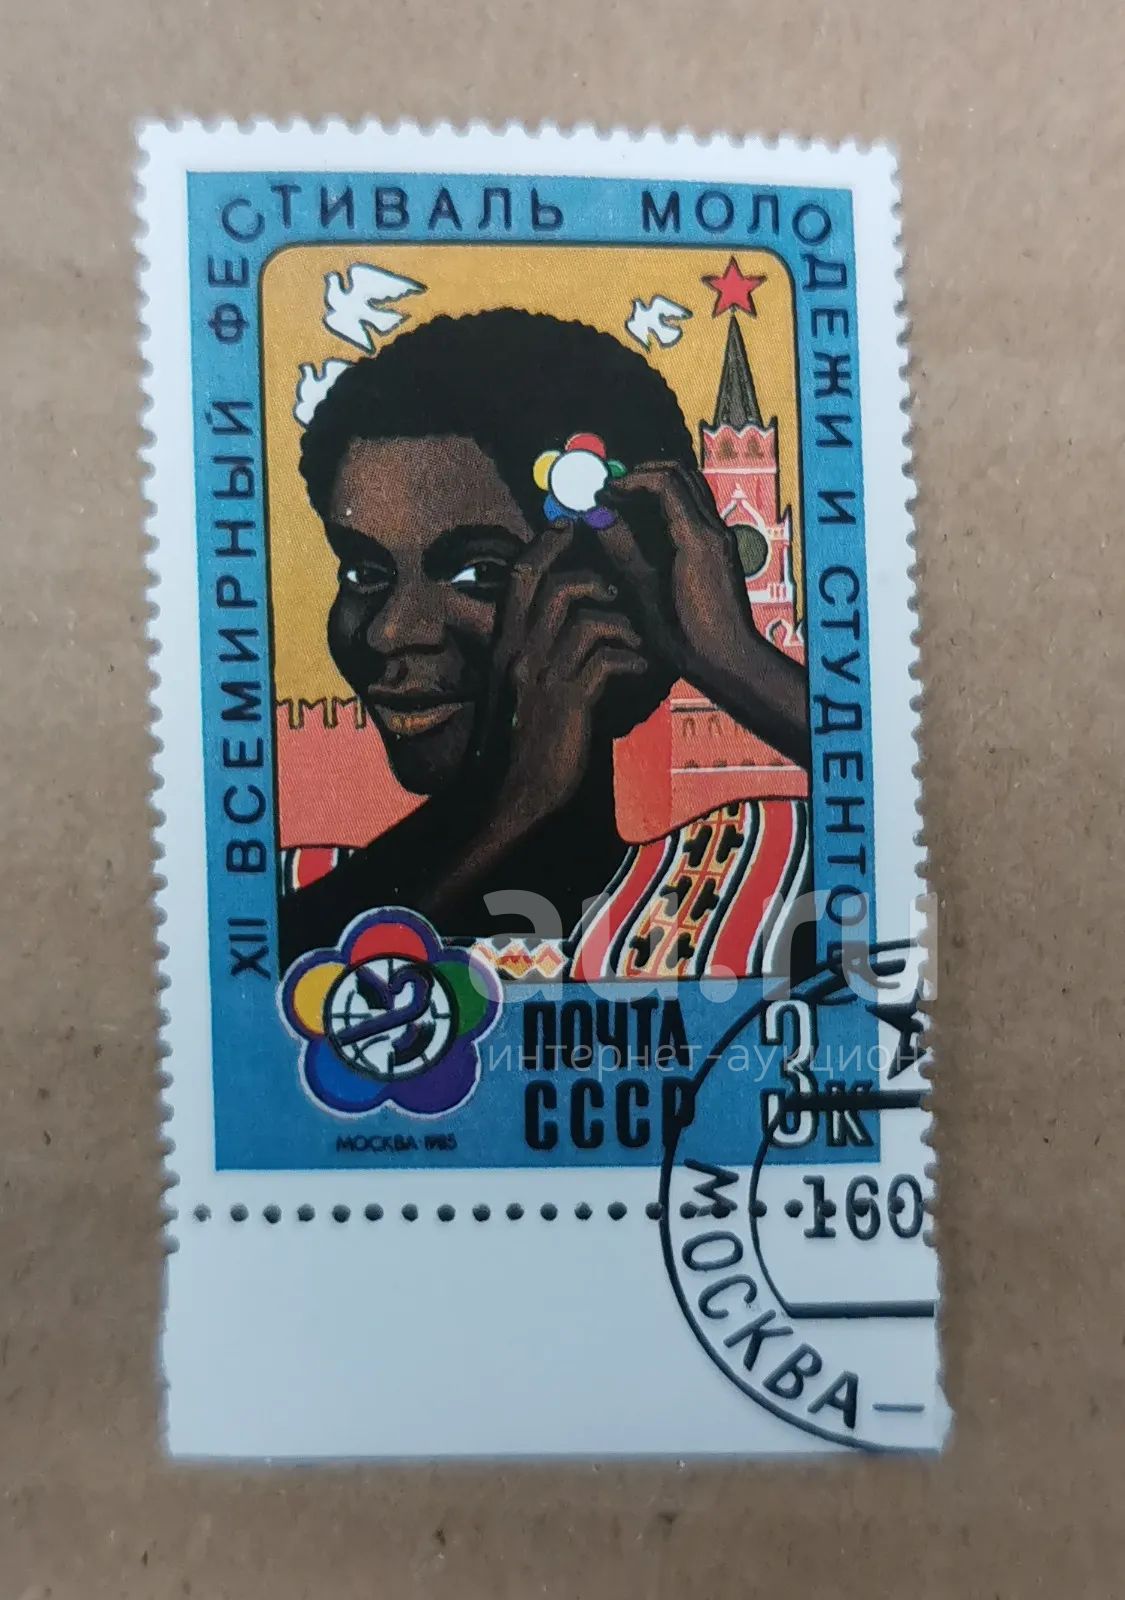 XII ВСЕМИРНЫЙ ФЕСТИВАЛЬ МОЛОДЕЖИ И СТУДЕНТОВ
au.ru
интернет-аукцион
МОСКВА·1985
ПОЧТА
СССР
3к
160
МОСКВА–